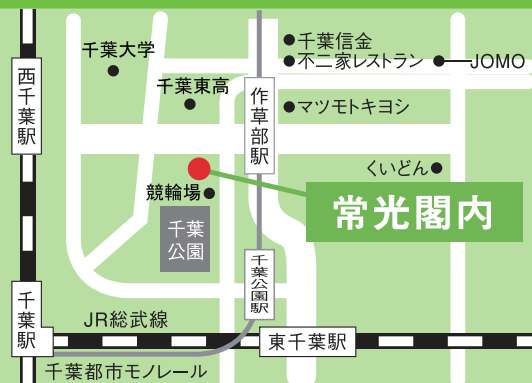 千葉大学
千葉信金
不二家レストラン
JOMO
西千葉駅
千葉東高
作草部駅
マツモトキヨシ
くいどん
競輪場
常光閣内
千葉
公園
千葉公園駅
千葉駅
JR総武線
東千葉駅
千葉都市モノレール